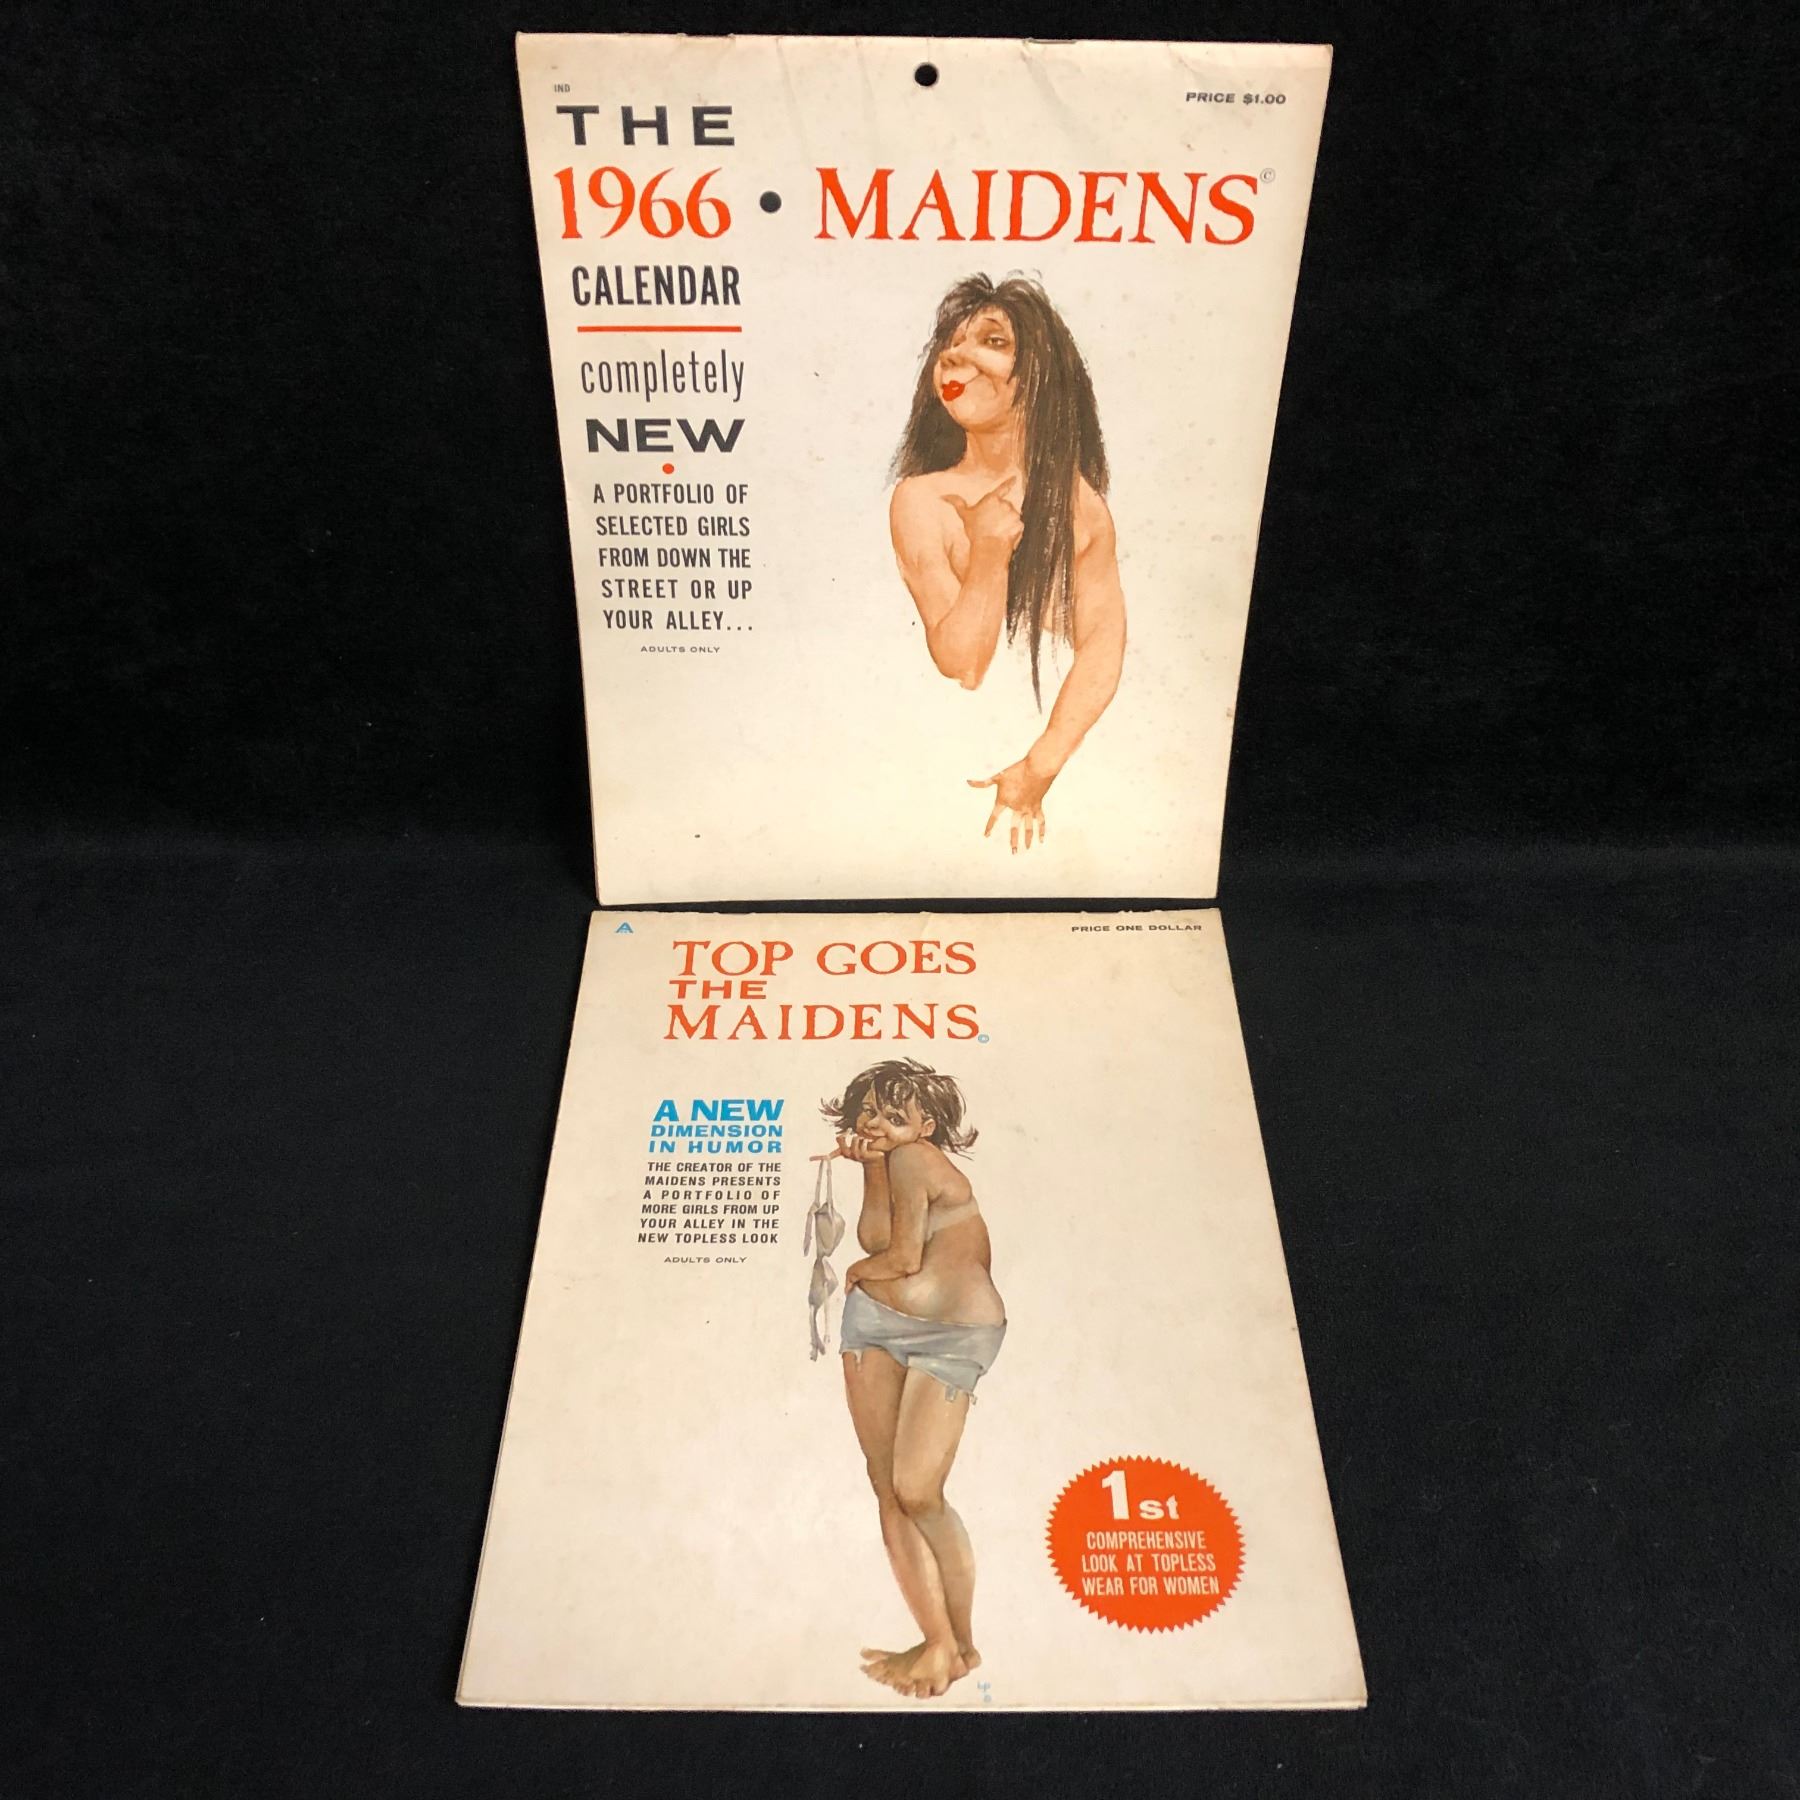 IND
PRICE $1.00
THE
1966 • MAIDENS©
CALENDAR
completely
NEW
A PORTFOLIO OF
SELECTED GIRLS
FROM DOWN THE
STREET OR UP
YOUR ALLEY...
ADULTS ONLY
A
PRICE ONE DOLLAR
TOP GOES
THE
MAIDENS©
A NEW
DIMENSION
IN HUMOR
THE CREATOR OF THE
MAIDENS PRESENTS
A PORTFOLIO OF
MORE GIRLS FROM UP
YOUR ALLEY IN THE
NEW TOPLESS LOOK
ADULTS ONLY
1st
COMPREHENSIVE
LOOK AT TOPLESS
WEAR FOR WOMEN